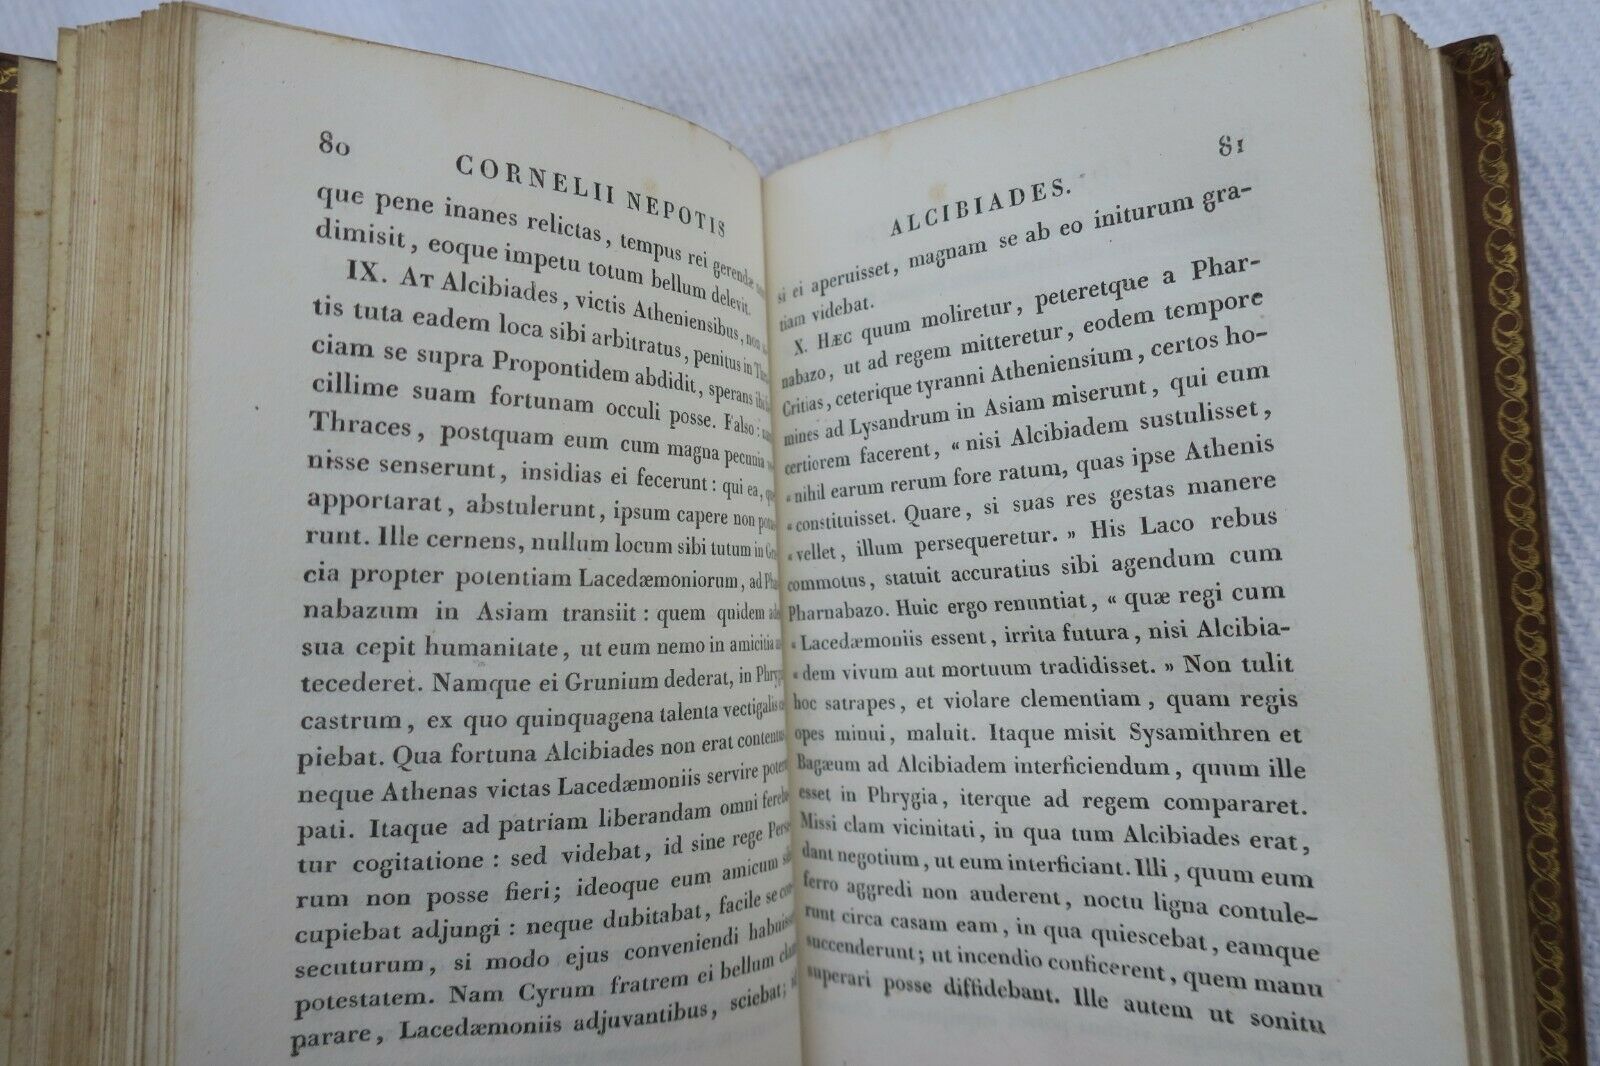 80
CORNELII NEPOTIS
que pene inanes relictas, tempus rei gerendæ
dimisit, eoque impetu totum bellum delevit.
IX. AT Alcibiades, victis Atheniensibus, non
tis tuta eadem loca sibi arbitratus, penitus in
ciam se supra Propontidem abdidit, sperans ibi
cillime suam fortunam occuli posse. Falso:
Thraces, postquam eum cum magna pecunia
nisse senserunt, insidias ei fecerunt: qui ea,
apportarat, abstulerunt, ipsum capere non
runt. Ille cernens, nullum locum sibi tutum in
cia propter potentiam Lacedæmoniorum, ad
nabazum in Asiam transiit: quem quidem
sua cepit humanitate, ut eum nemo in amicitia
tecederet. Namque ei Grunium dederat, in
castrum, ex quo quinquagena talenta vectigalis
piebat. Qua fortuna Alcibiades non erat contentus,
neque Athenas victas Lacedæmoniis servire
pati. Itaque ad patriam liberandam omni
tur cogitatione: sed videbat, id sine rege
rum non posse fieri; ideoque eum amicum
cupiebat adjungi: neque dubitabat, facile se
secuturum, si modo ejus conveniendi
potestatem. Nam Cyrum fratrem ei bellum
parare, Lacedæmoniis adjuvantibus, sciebat;
81
ALCIBIADES.
si ei aperuisset, magnam se ab eo initurum gra-
tiam videbat.
X. HÆC quum moliretur, peteretque a Phar-
nabazo, ut ad regem mitteretur, eodem tempore
Critias, ceterique tyranni Atheniensium, certos ho-
mines ad Lysandrum in Asiam miserunt, qui eum
certiorem facerent, « nisi Alcibiadem sustulisset,
« nihil earum rerum fore ratum, quas ipse Athenis
« constituisset. Quare, si suas res gestas manere
« vellet, illum persequeretur. » His Laco rebus
commotus, statuit accuratius sibi agendum cum
Pharnabazo. Huic ergo renuntiat, « quæ regi cum
« Lacedæmoniis essent, irrita futura, nisi Alcibia-
« dem vivum aut mortuum tradidisset. » Non tulit
hoc satrapes, et violare clementiam, quam regis
opes minui, maluit. Itaque misit Sysamithren et
Bagæum ad Alcibiadem interficiendum, quum ille
esset in Phrygia, iterque ad regem compararet.
Missi clam vicinitati, in qua tum Alcibiades erat,
dant negotium, ut eum interficiant. Illi, quum eum
ferro aggredi non auderent, noctu ligna contule-
runt circa casam eam, in qua quiescebat, eamque
succenderunt; ut incendio conficerent, quem manu
superari posse diffidebant. Ille autem ut sonitu